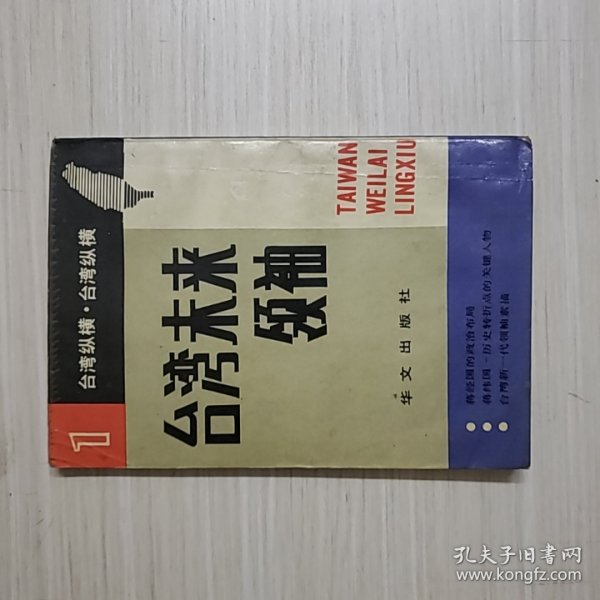 1
台湾纵横·台湾纵横
台湾未来
领袖
TAIWAN
WEILAI
LINGXIU
华文出版社
●蒋经国的政治布局
●蒋纬国-历史转折点的关键人物
●台湾新一代领袖素描
孔夫子旧书网
www.kongfz.com